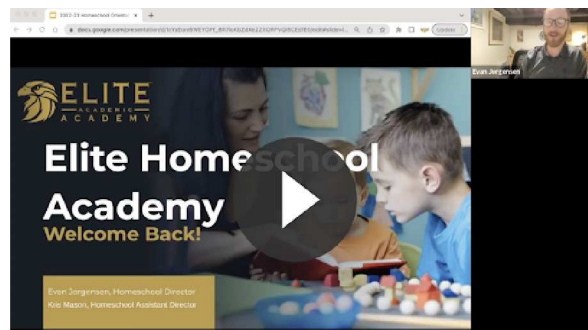 2022-23 Homeschool Orienta
docs.google.com/presentation/d/
Update
Evan Jorgensen
ELITE
ACADEMIC
ACADEMY
Elite Homeschool
Academy
Welcome Back!
Evan Jorgensen, Homeschool Director
Kris Mason, Homeschool Assistant Director